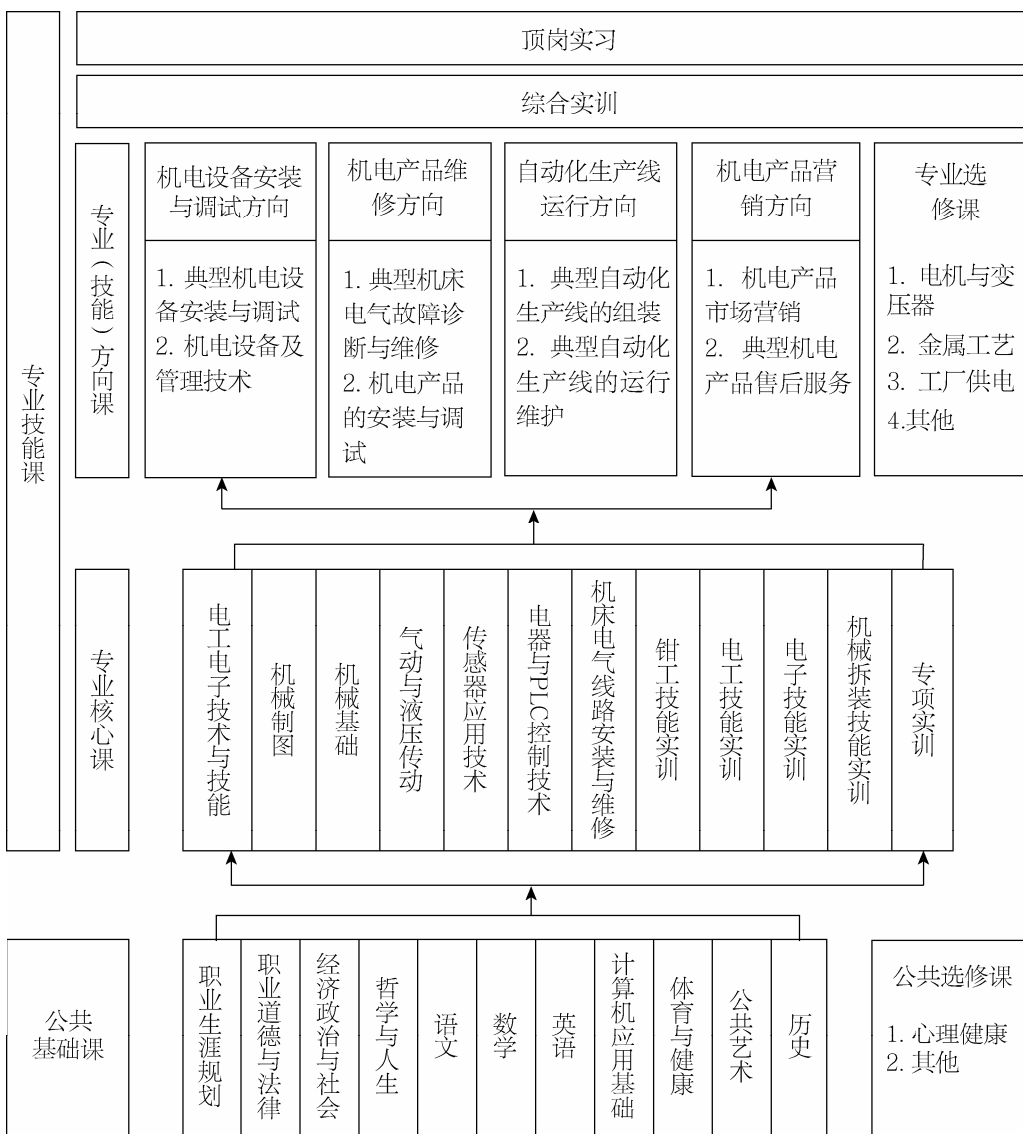 顶岗实习
综合实训
专业技能课
专业（技能）方向课
机电设备安装
与调试方向
1. 典型机电设
备安装与调试
2. 机电设备及
管理技术
机电产品维
修方向
1. 典型机床
电气故障诊
断与维修
2. 机电产品
的安装与调
试
自动化生产线
运行方向
1. 典型自动化
生产线的组装
2. 典型自动化
生产线的运行
维护
机电产品营
销方向
1. 机电产品
市场营销
2. 典型机电
产品售后服务
专业选
修课
1. 电机与变
压器
2. 金属工艺
3. 工厂供电
4.其他
专业核心课
电工电子技术与技能
机械制图
机械基础
气动与液压传动
传感器应用技术
电器与PLC控制技术
机床电气线路安装与维修
钳工技能实训
电工技能实训
电子技能实训
机械拆装技能实训
专项实训
公共
基础课
职业生涯规划
职业道德与法律
经济政治与社会
哲学与人生
语文
数学
英语
计算机应用基础
体育与健康
公共艺术
历史
公共选修课
1. 心理健康
2. 其他